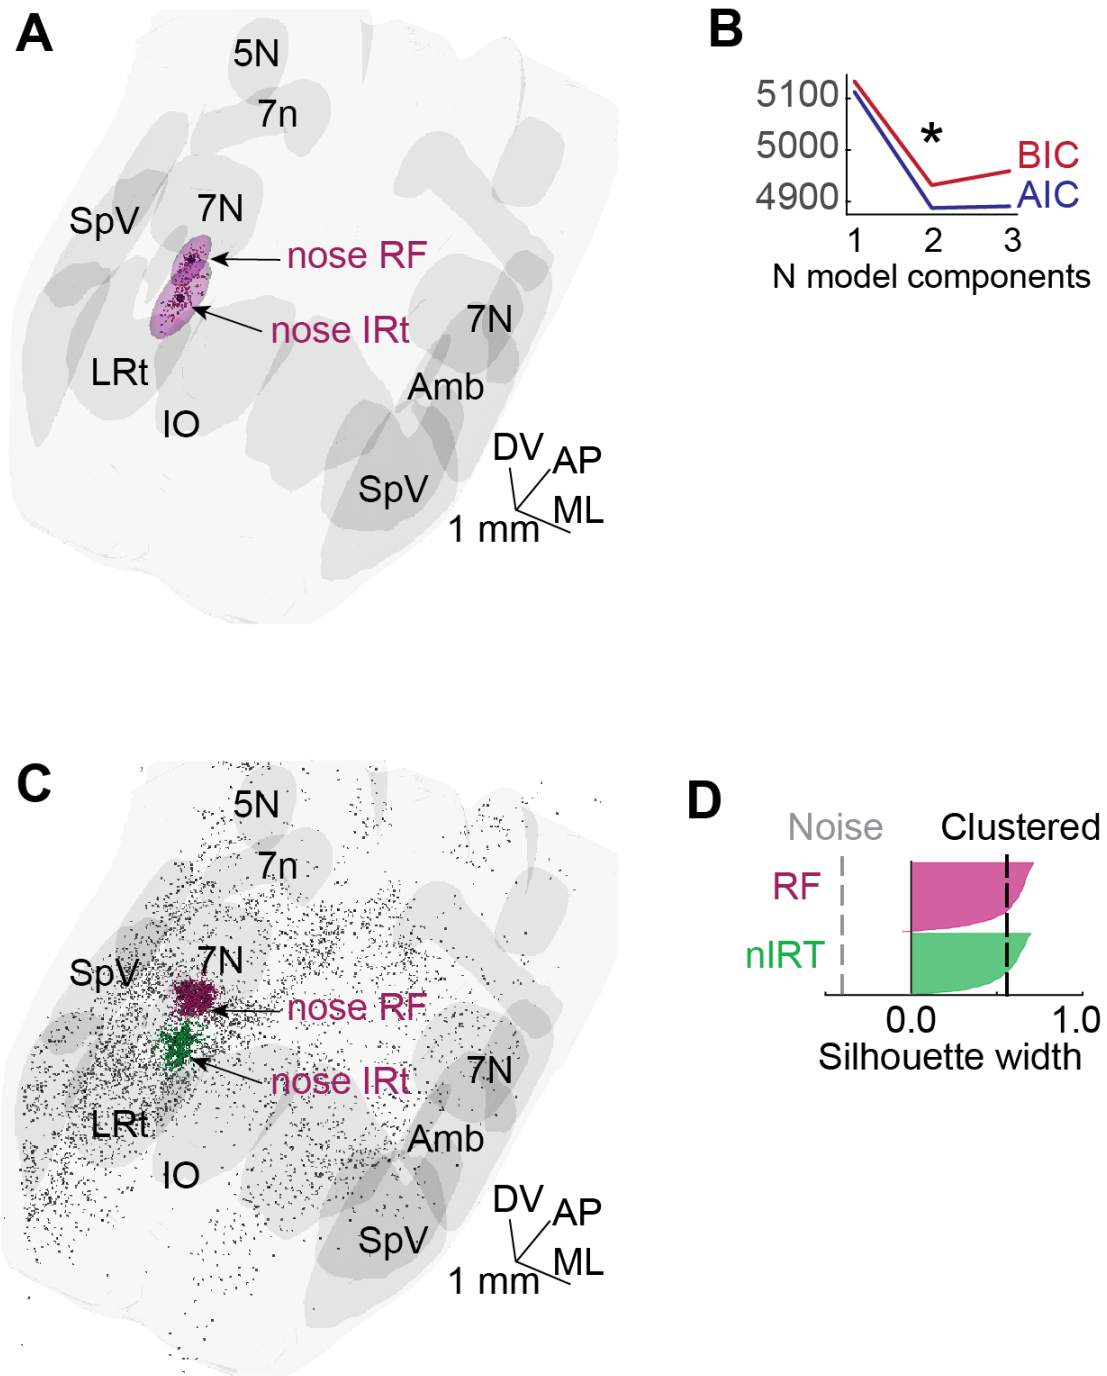 A
5N
7n
SpV
7N
nose RF
nose IRt
7N
LRt
Amb
IO
SpV
DV
AP
ML
1 mm
B
5100
5000
4900
*
BIC
AIC
1
2
3
N model components
C
5N
7n
SpV
7N
nose RF
nose IRt
7N
LRt
Amb
IO
SpV
DV
AP
ML
1 mm
D
Noise
Clustered
RF
nIRT
0.0
1.0
Silhouette width